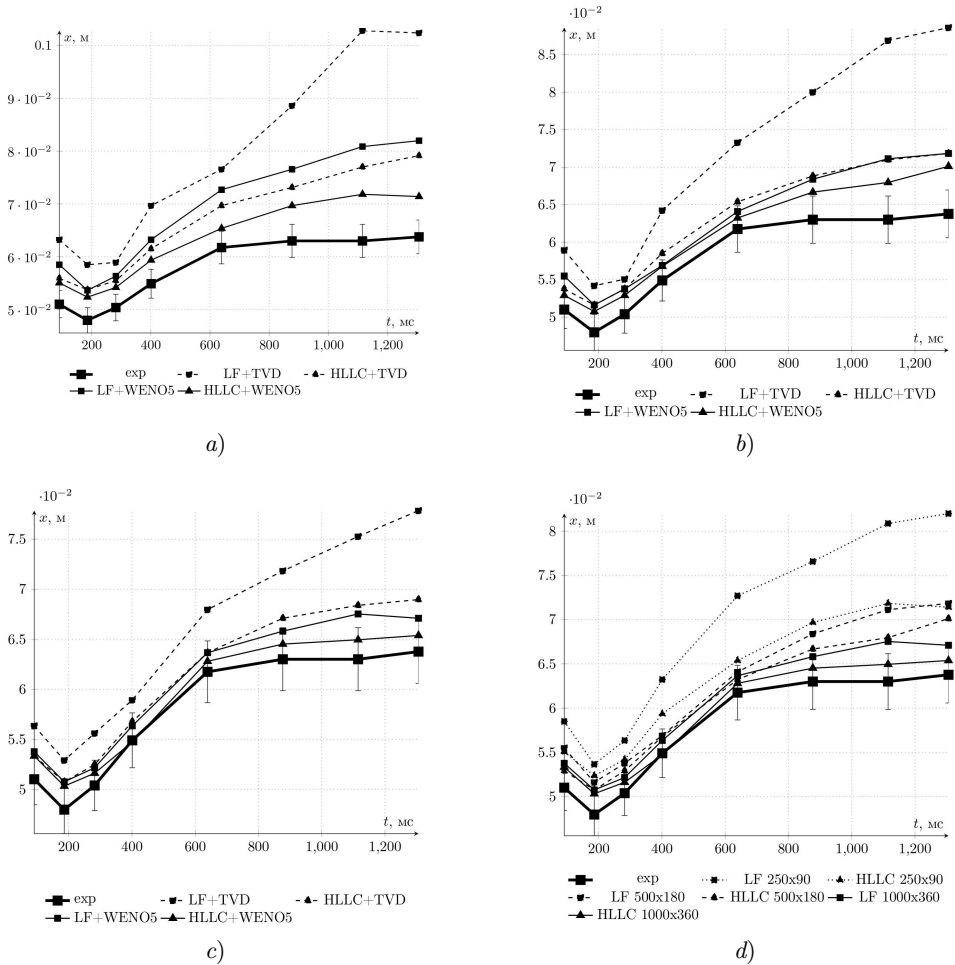 x, м
0.1
9 · 10⁻²
8 · 10⁻²
7 · 10⁻²
6 · 10⁻²
5 · 10⁻²
t, мс
200 400 600 800 1,000 1,200
exp LF+TVD HLLC+TVD
LF+WENO5 HLLC+WENO5
a)
·10⁻²
x, м
8.5
8
7.5
7
6.5
6
5.5
5
t, мс
200 400 600 800 1,000 1,200
exp LF+TVD HLLC+TVD
LF+WENO5 HLLC+WENO5
b)
·10⁻²
x, м
7.5
7
6.5
6
5.5
5
t, мс
200 400 600 800 1,000 1,200
exp LF+TVD HLLC+TVD
LF+WENO5 HLLC+WENO5
c)
·10⁻²
x, м
8
7.5
7
6.5
6
5.5
5
t, мс
200 400 600 800 1,000 1,200
exp LF 250x90 HLLC 250x90
LF 500x180 HLLC 500x180 LF 1000x360
HLLC 1000x360
d)